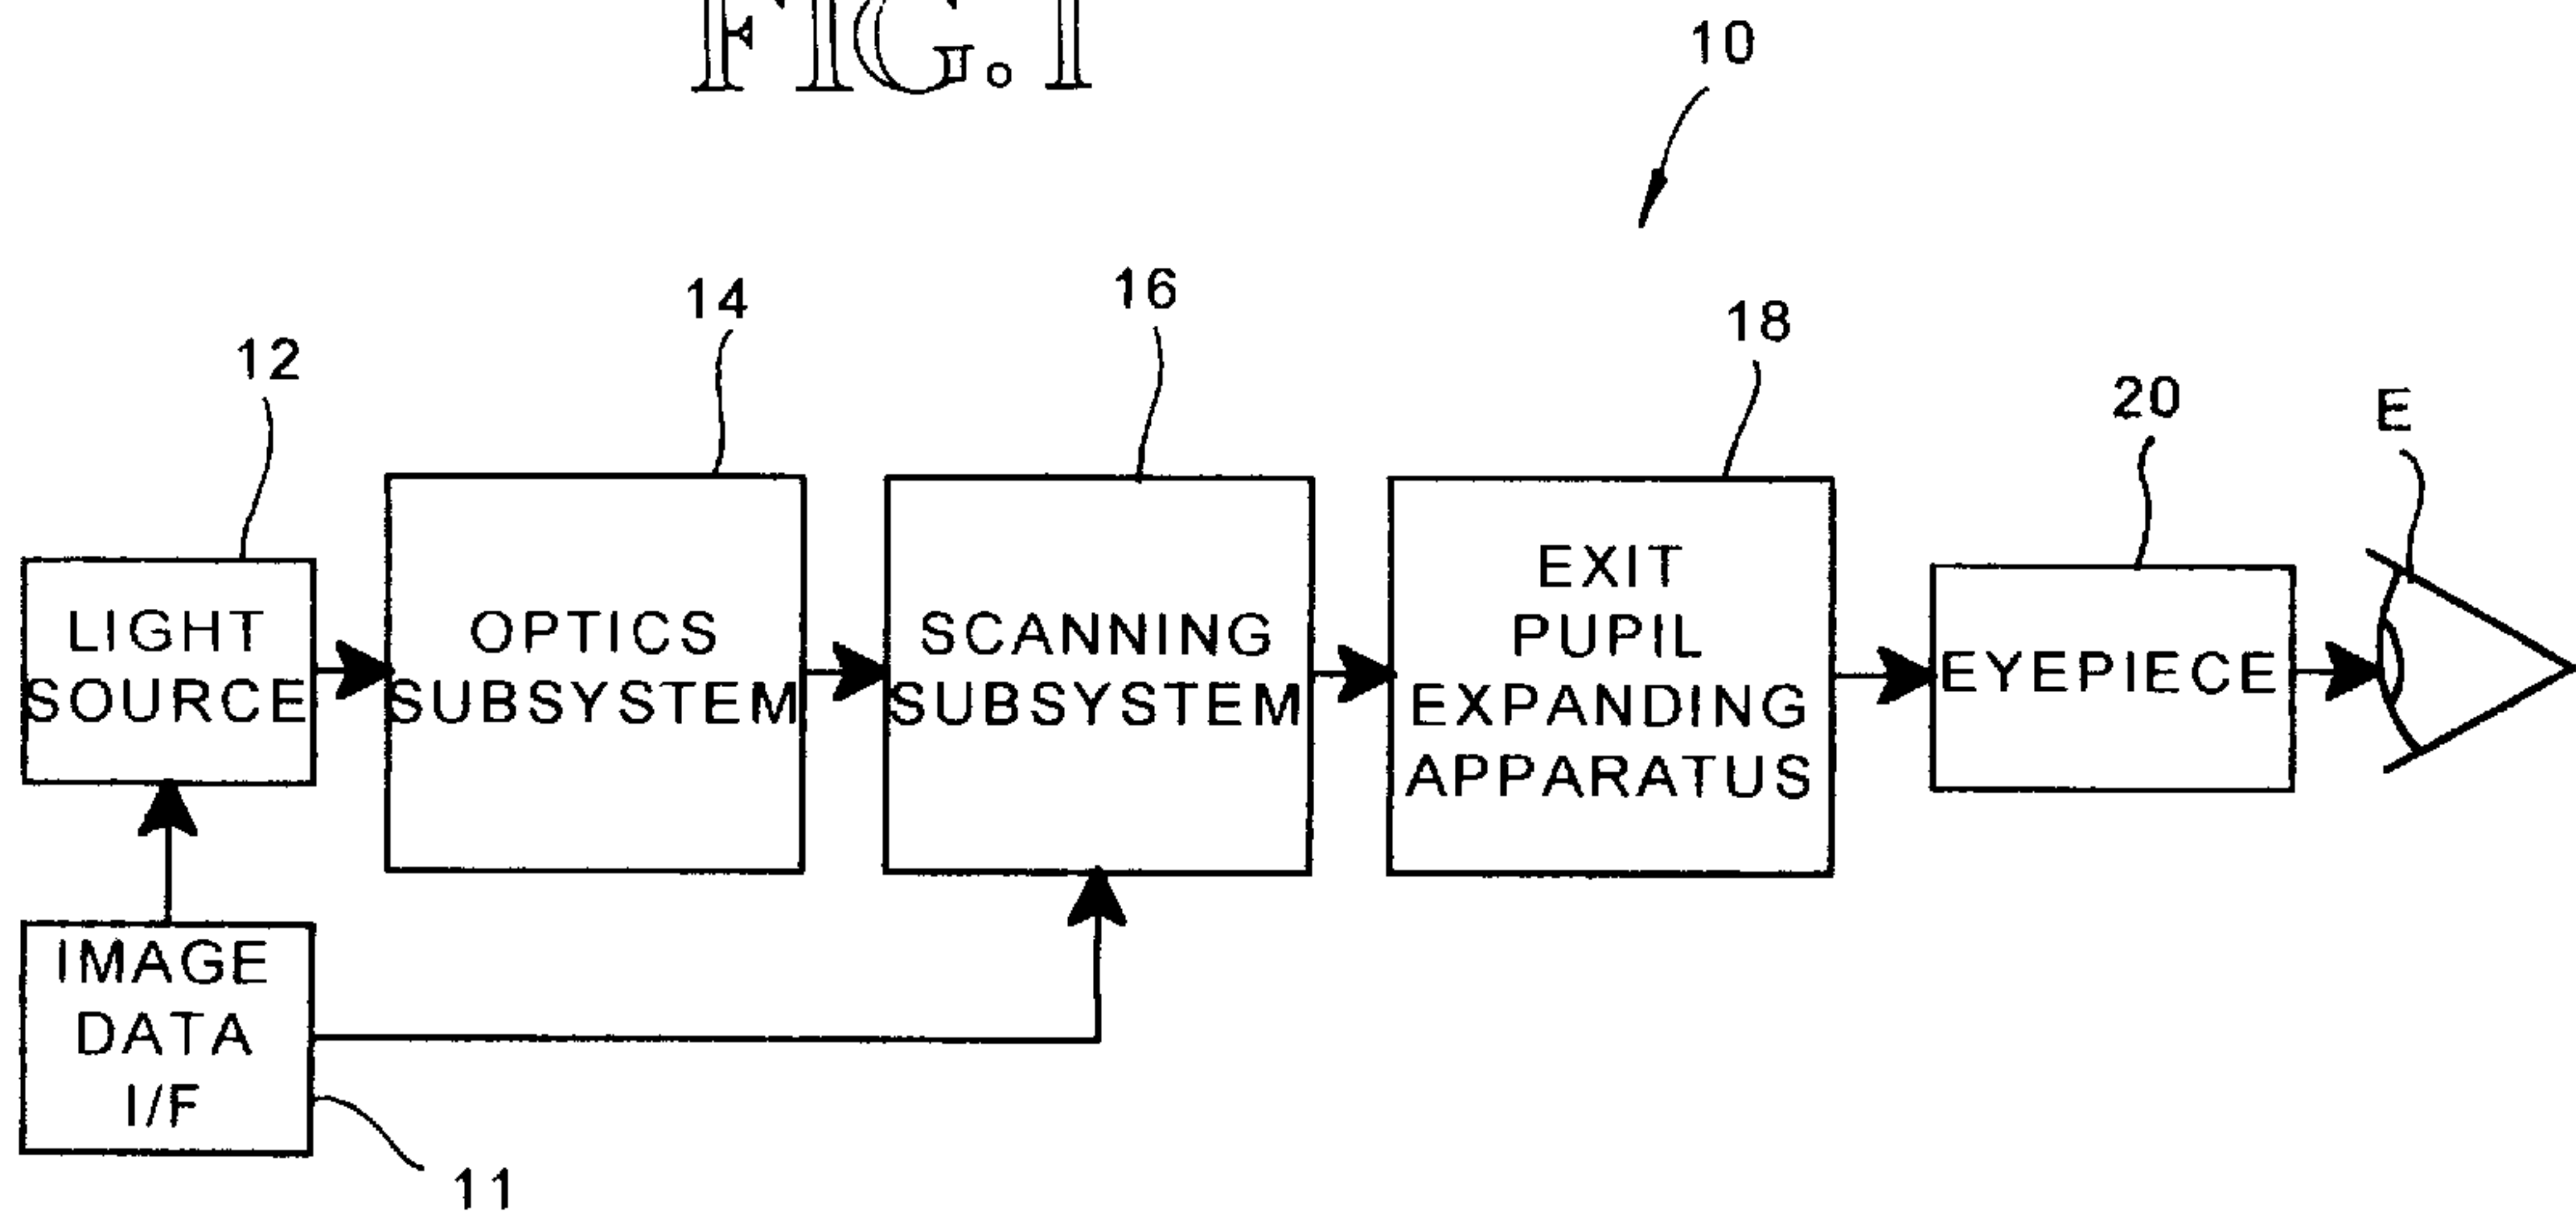 FIG. 1
10
16
14
18
12
20
E
LIGHT
SOURCE
OPTICS
SUBSYSTEM
SCANNING
SUBSYSTEM
EXIT
PUPIL
EXPANDING
APPARATUS
EYEPIECE
IMAGE
DATA
I/F
11